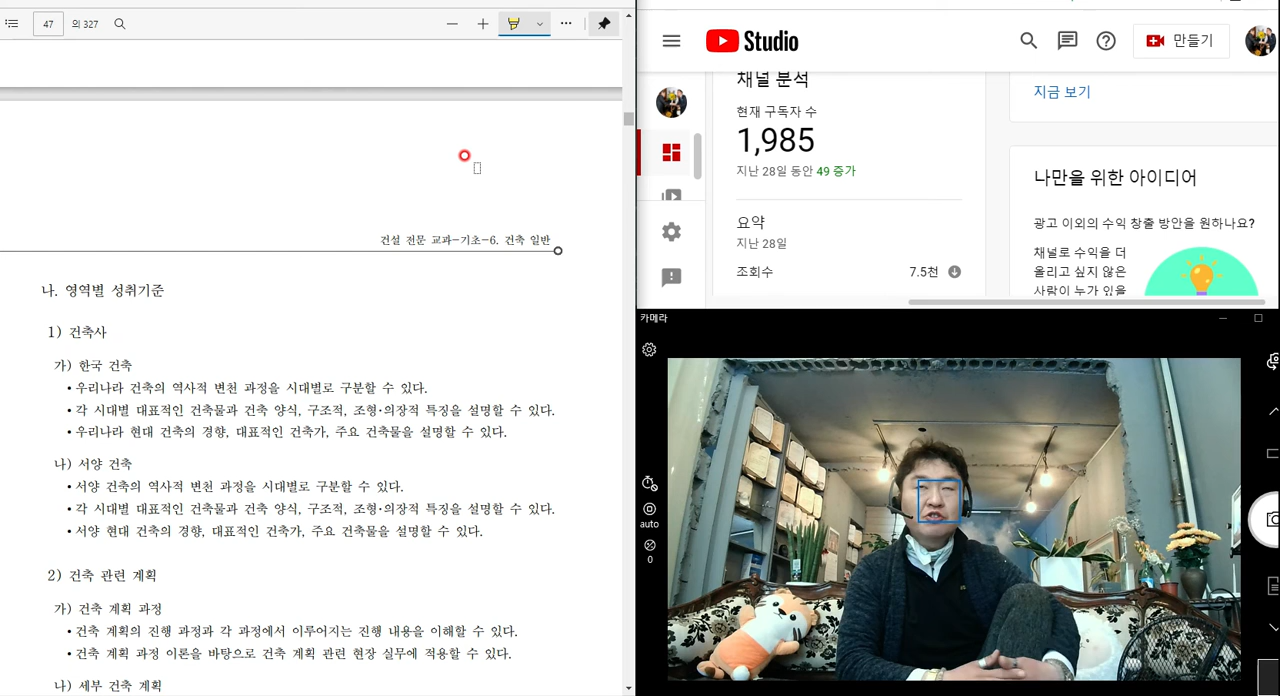 47
의 327
건설 전문 교과-기초-6. 건축 일반
나. 영역별 성취기준
1) 건축사
가) 한국 건축
• 우리나라 건축의 역사적 변천 과정을 시대별로 구분할 수 있다.
• 각 시대별 대표적인 건축물과 건축 양식, 구조적, 조형·의장적 특징을 설명할 수 있다.
• 우리나라 현대 건축의 경향, 대표적인 건축가, 주요 건축물을 설명할 수 있다.
나) 서양 건축
• 서양 건축의 역사적 변천 과정을 시대별로 구분할 수 있다.
• 각 시대별 대표적인 건축물과 건축 양식, 구조적, 조형·의장적 특징을 설명할 수 있다.
• 서양 현대 건축의 경향, 대표적인 건축가, 주요 건축물을 설명할 수 있다.
2) 건축 관련 계획
가) 건축 계획 과정
• 건축 계획의 진행 과정과 각 과정에서 이루어지는 진행 내용을 이해할 수 있다.
• 건축 계획 과정 이론을 바탕으로 건축 계획 관련 현장 실무에 적용할 수 있다.
나) 세부 건축 계획
Studio
만들기
채널 분석
현재 구독자 수
1,985
지난 28일 동안 49 증가
요약
지난 28일
조회수
7.5천
지금 보기
나만을 위한 아이디어
광고 이외의 수익 창출 방안을 원하나요?
채널로 수익을 더
올리고 싶지 않은
사람이 누가 있을
카메라
auto
0